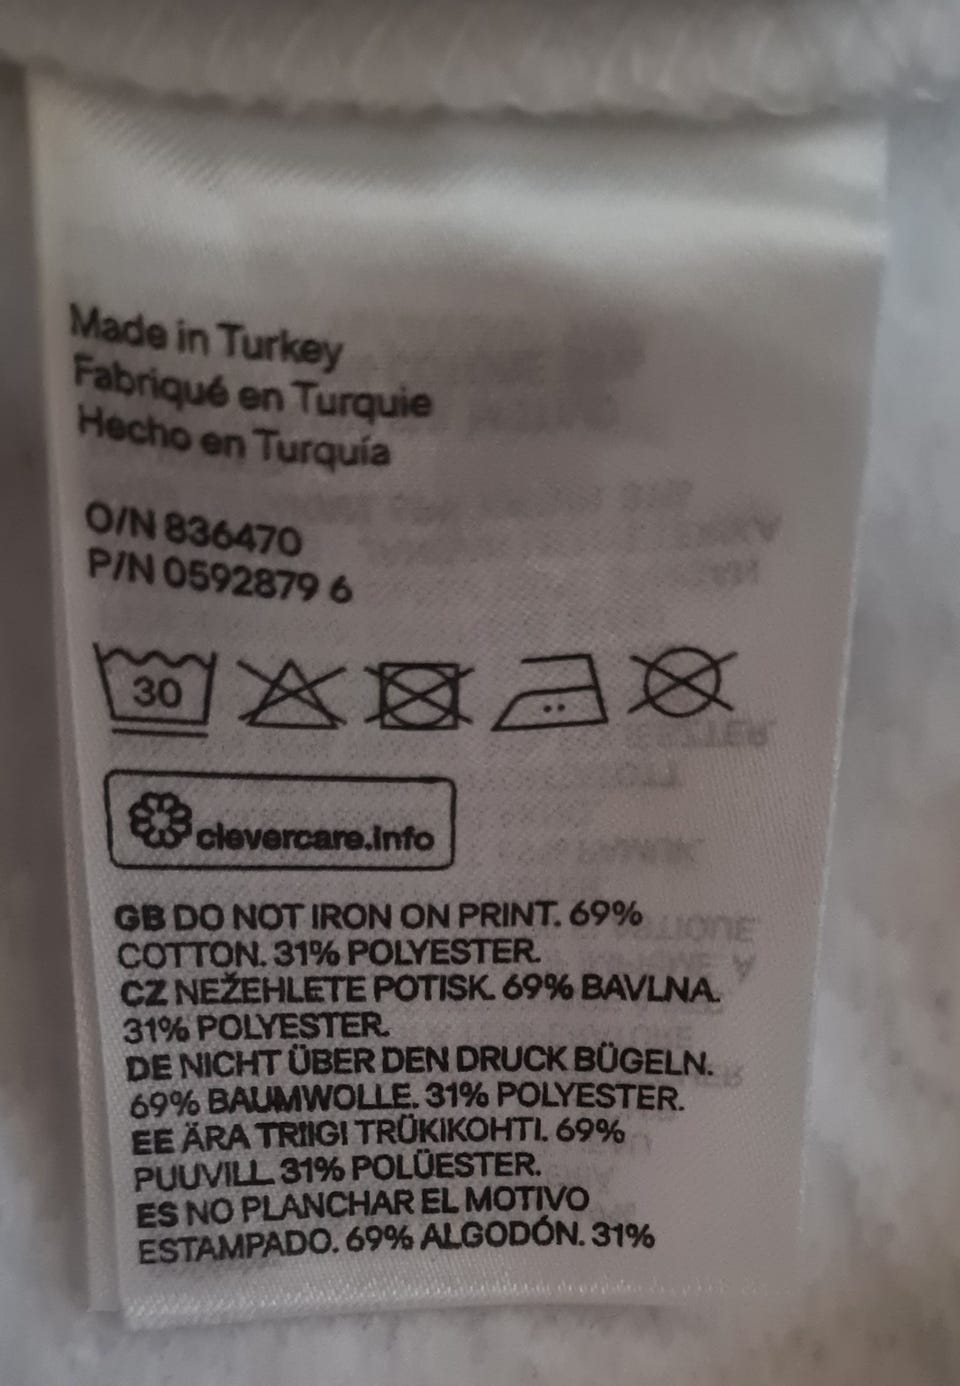 Made in Turkey
Fabriqué en Turquie
Hecho en Turquía
O/N 836470
P/N 0592879 6
30
clevercare.info
GB DO NOT IRON ON PRINT. 69%
COTTON. 31% POLYESTER.
CZ NEŽEHLETE POTISK. 69% BAVLNA.
31% POLYESTER.
DE NICHT ÜBER DEN DRUCK BÜGELN.
69% BAUMWOLLE. 31% POLYESTER.
EE ÄRA TRIIGI TRÜKIKOHTI. 69%
PUUVILL. 31% POLÜESTER.
ES NO PLANCHAR EL MOTIVO
ESTAMPADO. 69% ALGODÓN. 31%